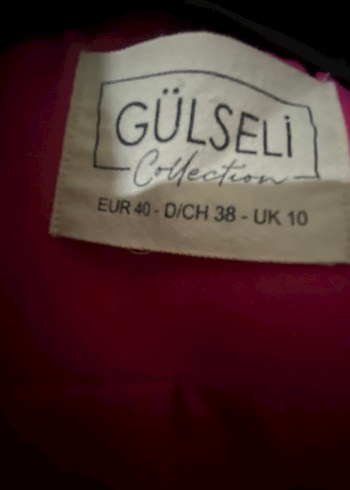 GÜLSELİ
Collection
EUR 40 - D/CH 38 - UK 10